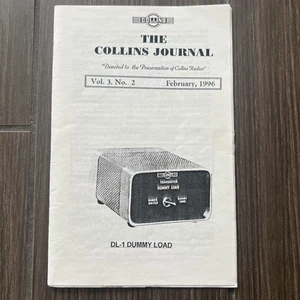 COLLINS
THE
COLLINS JOURNAL
"Devoted to the Preservation of Collins Radios"
Vol. 3. No. 2 February, 1996
DUMMY LOAD
DL-1 DUMMY LOAD